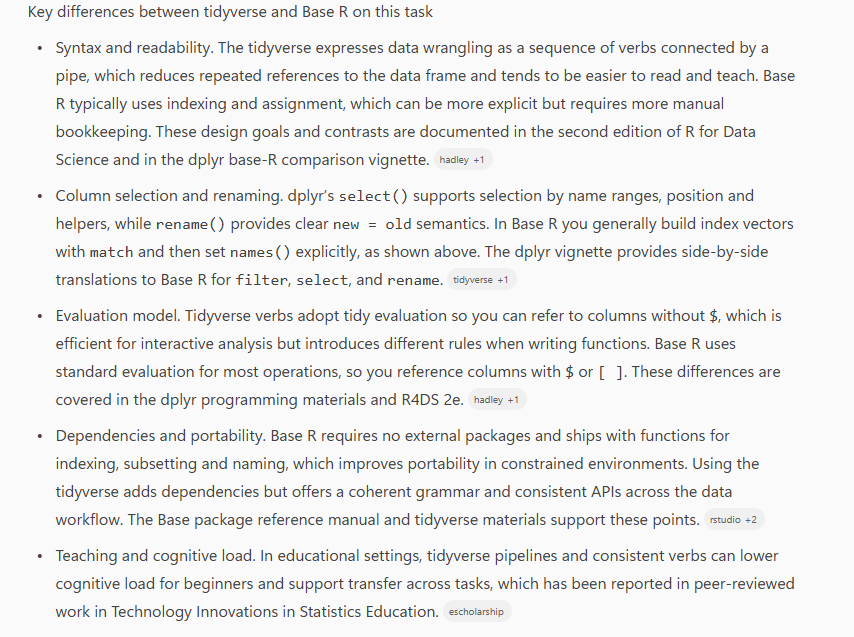 Key differences between tidyverse and Base R on this task
• Syntax and readability. The tidyverse expresses data wrangling as a sequence of verbs connected by a
pipe, which reduces repeated references to the data frame and tends to be easier to read and teach. Base
R typically uses indexing and assignment, which can be more explicit but requires more manual
bookkeeping. These design goals and contrasts are documented in the second edition of R for Data
Science and in the dplyr base-R comparison vignette. hadley +1
• Column selection and renaming. dplyr’s select() supports selection by name ranges, position and
helpers, while rename() provides clear new = old semantics. In Base R you generally build index vectors
with match and then set names() explicitly, as shown above. The dplyr vignette provides side-by-side
translations to Base R for filter, select, and rename. tidyverse +1
• Evaluation model. Tidyverse verbs adopt tidy evaluation so you can refer to columns without $, which is
efficient for interactive analysis but introduces different rules when writing functions. Base R uses
standard evaluation for most operations, so you reference columns with $ or [ ]. These differences are
covered in the dplyr programming materials and R4DS 2e. hadley +1
• Dependencies and portability. Base R requires no external packages and ships with functions for
indexing, subsetting and naming, which improves portability in constrained environments. Using the
tidyverse adds dependencies but offers a coherent grammar and consistent APIs across the data
workflow. The Base package reference manual and tidyverse materials support these points. rstudio +2
• Teaching and cognitive load. In educational settings, tidyverse pipelines and consistent verbs can lower
cognitive load for beginners and support transfer across tasks, which has been reported in peer-reviewed
work in Technology Innovations in Statistics Education. escholarship